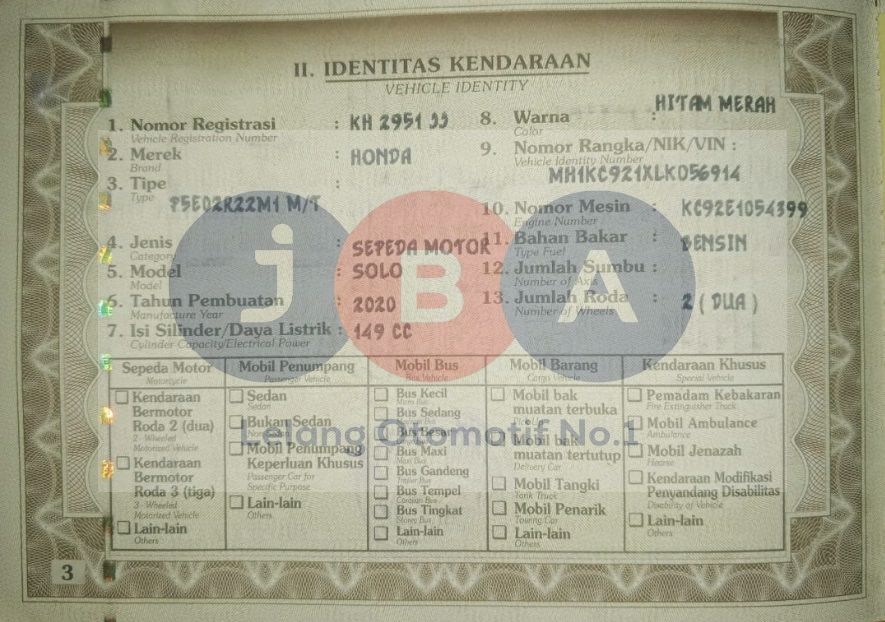 II. IDENTITAS KENDARAAN
VEHICLE IDENTITY
1. Nomor Registrasi : KH 2951 JJ
Vehicle Registration Number
2. Merek : HONDA
Brand
3. Tipe :
Type
P5E02R22M1 M/T
4. Jenis : SEPEDA MOTOR
Category
5. Model : SOLO
Model
6. Tahun Pembuatan : 2020
Manufacture Year
7. Isi Silinder/Daya Listrik : 149 CC
Cylinder Capacity/Electrical Power
8. Warna : HITAM MERAH
Color
9. Nomor Rangka/NIK/VIN :
Vehicle Identity Number
MH1KC921XLK056914
10. Nomor Mesin : KC92E1054399
Engine Number
11. Bahan Bakar : BENSIN
Type Fuel
12. Jumlah Sumbu :
Number of Axis
13. Jumlah Roda : 2 ( DUA )
Number of Wheels
jBA
Lelang Otomotif No.1
Sepeda Motor
Motorcycle
Kendaraan
Bermotor
Roda 2 (dua)
2 - Wheeled
Motorized Vehicle
Kendaraan
Bermotor
Roda 3 (tiga)
3 - Wheeled
Motorized Vehicle
Lain-lain
Others
Mobil Penumpang
Passenger Vehicle
Sedan
Sedan
Bukan Sedan
Mobil Penumpang
Keperluan Khusus
Passenger Car for
Specific Purpose
Lain-lain
Others
Mobil Bus
Bus Vehicle
Bus Kecil
Bus Sedang
Bus Besar
Bus Maxi
Maxi Bus
Bus Gandeng
Bus Tempel
Bus Tingkat
Lain-lain
Others
Mobil Barang
Cargo Vehicle
Mobil bak
muatan terbuka
Mobil bak
muatan tertutup
Delivery Car
Mobil Tangki
Tank Truck
Mobil Penarik
Touring Car
Lain-lain
Others
Kendaraan Khusus
Special Vehicle
Pemadam Kebakaran
Fire Extinguisher Truck
Mobil Ambulance
Ambulance
Mobil Jenazah
Hearse
Kendaraan Modifikasi
Penyandang Disabilitas
Disability of Vehicle
Lain-lain
Others
3